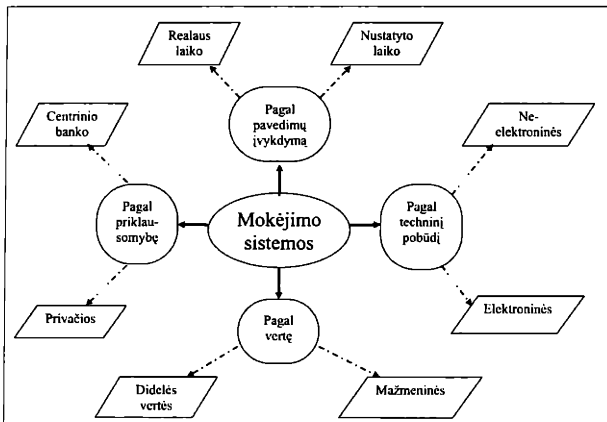 Realaus
laiko
Nustatyto
laiko
Centrinio
banko
Pagal
pavedimų
įvykdymą
Ne-
elektroninės
Pagal
priklau-
somybę
Mokėjimo
sistemos
Pagal
techninį
pobūdį
Privačios
Pagal
vertę
Elektroninės
Didelės
vertės
Mažmeninės